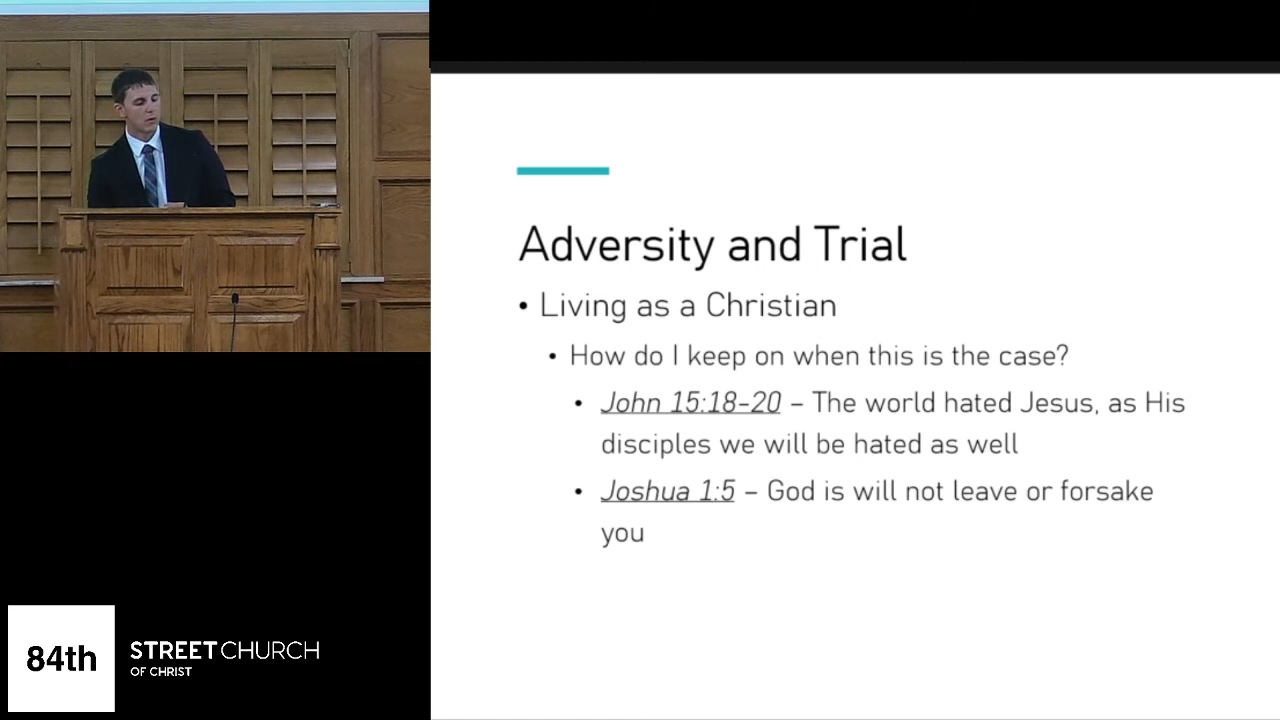 Adversity and Trial
• Living as a Christian
• How do I keep on when this is the case?
• John 15:18-20 – The world hated Jesus, as His
disciples we will be hated as well
• Joshua 1:5 – God is will not leave or forsake
you
84th
STREET CHURCH
OF CHRIST